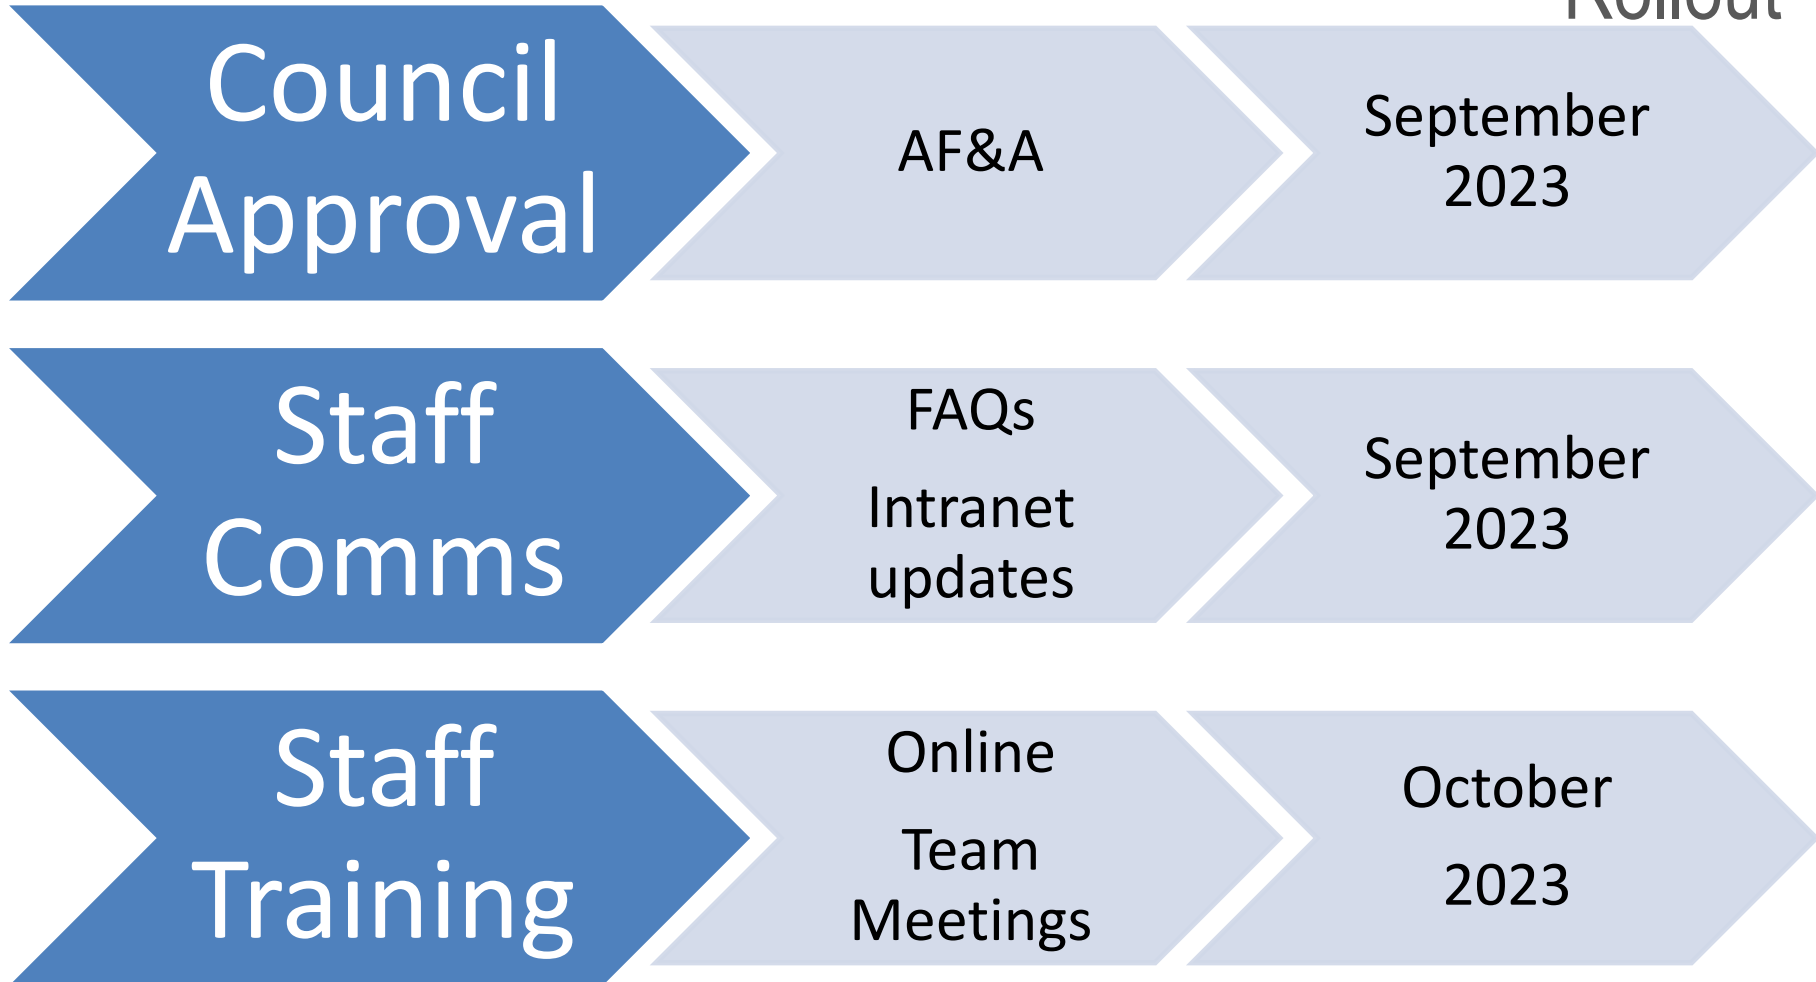 Rollout
Council
Approval
AF&A
September
2023
Staff
Comms
FAQs
Intranet
updates
September
2023
Staff
Training
Online
Team
Meetings
October
2023